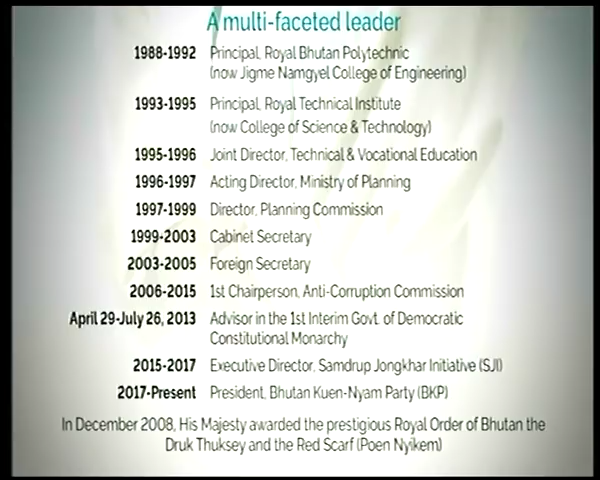 A multi-faceted leader
1988-1992 Principal, Royal Bhutan Polytechnic
(now Jigme Namgyel College of Engineering)
1993-1995 Principal, Royal Technical Institute
(now College of Science & Technology)
1995-1996 Joint Director, Technical & Vocational Education
1996-1997 Acting Director, Ministry of Planning
1997-1999 Director, Planning Commission
1999-2003 Cabinet Secretary
2003-2005 Foreign Secretary
2006-2015 1st Chairperson, Anti-Corruption Commission
April 29-July 26, 2013 Advisor in the 1st Interim Govt. of Democratic
Constitutional Monarchy
2015-2017 Executive Director, Samdrup Jongkhar Initiative (SJI)
2017-Present President, Bhutan Kuen-Nyam Party (BKP)
In December 2008, His Majesty awarded the prestigious Royal Order of Bhutan the
Druk Thuksey and the Red Scarf (Poen Nyikem)